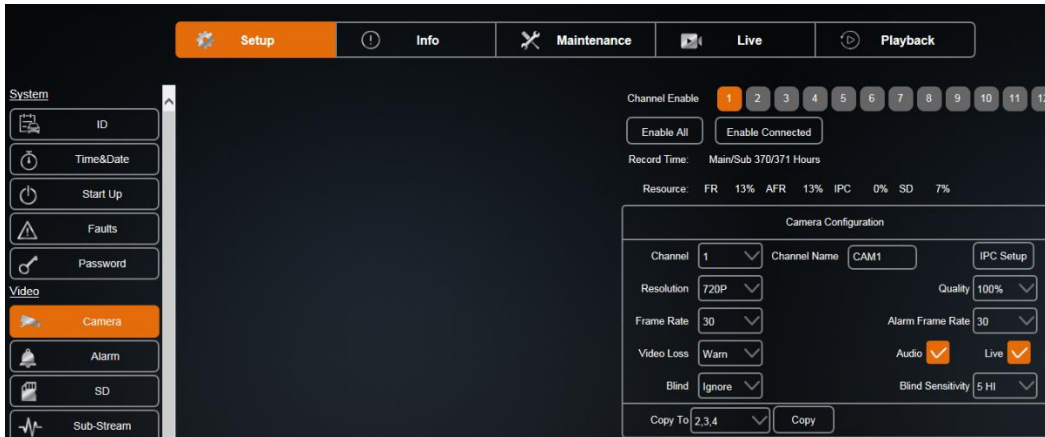 Setup Info Maintenance Live Playback
System
ID
Time&Date
Start Up
Faults
Password
Video
Camera
Alarm
SD
Sub-Stream
Channel Enable 1 2 3 4 5 6 7 8 9 10 11 12
Enable All Enable Connected
Record Time: Main/Sub 370/371 Hours
Resource: FR 13% AFR 13% IPC 0% SD 7%
Camera Configuration
Channel 1 Channel Name CAM1 IPC Setup
Resolution 720P Quality 100%
Frame Rate 30 Alarm Frame Rate 30
Video Loss Warn Audio Live
Blind Ignore Blind Sensitivity 5 HI
Copy To 2,3,4 Copy